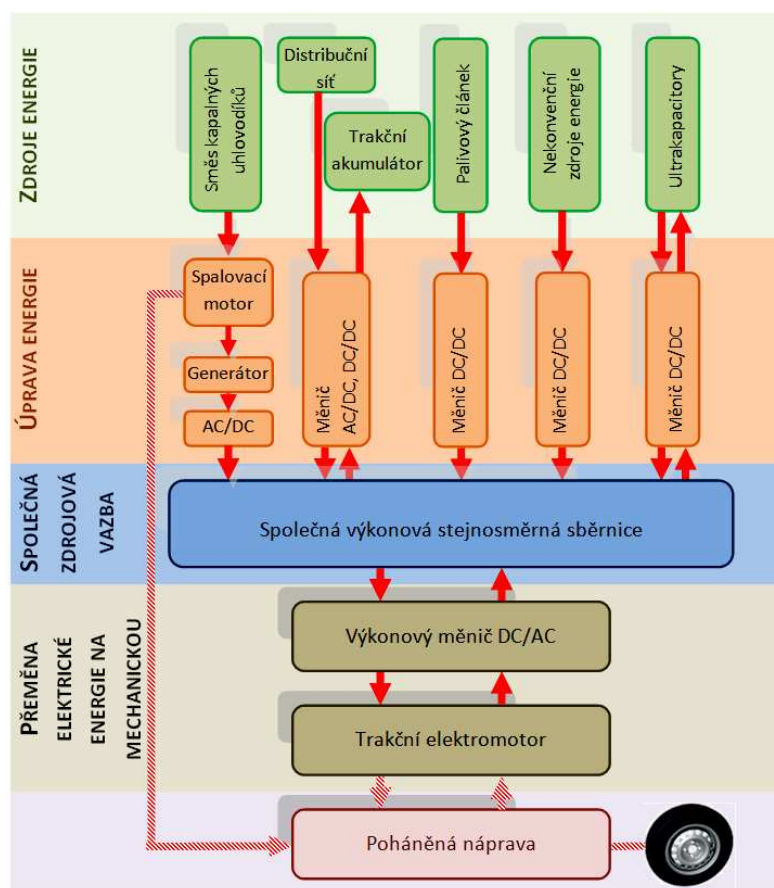 ZDROJE ENERGIE
Směs kapalných
uhlovodíků
Distribuční
síť
Trakční
akumulátor
Palivový článek
Nekonvenční
zdroje energie
Ultrakapacitory
ÚPRAVA ENERGIE
Spalovací
motor
Generátor
AC/DC
Měnič
AC/DC, DC/DC
Měnič DC/DC
Měnič DC/DC
Měnič DC/DC
SPOLEČNÁ
ZDROJOVÁ
VAZBA
Společná výkonová stejnosměrná sběrnice
PŘEMĚNA
ELEKTRICKÉ
ENERGIE NA
MECHANICKOU
Výkonový měnič DC/AC
Trakční elektromotor
Poháněná náprava